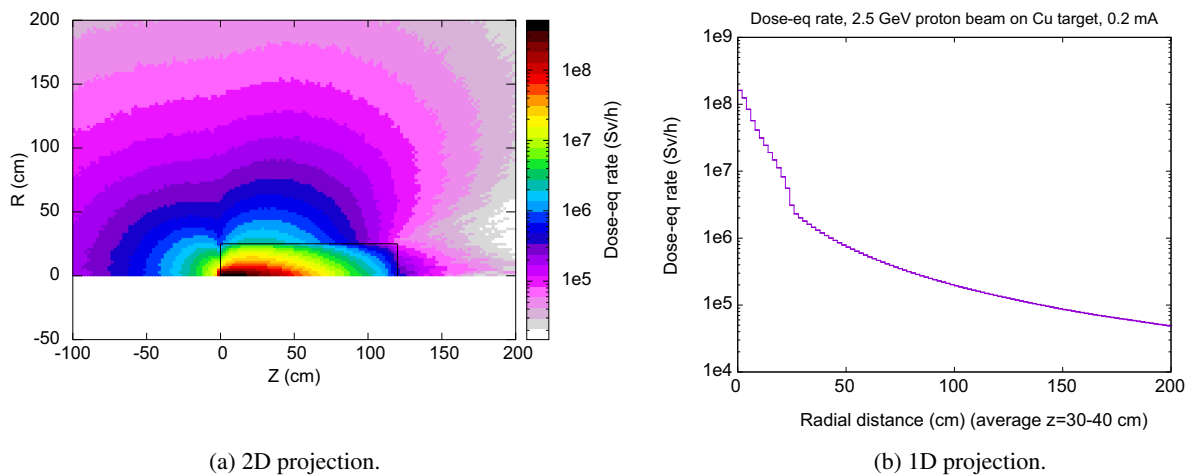 200
150
100
50
0
-50
R (cm)
-100
-50
0
50
100
150
200
Z (cm)
1e8
1e7
1e6
1e5
Dose-eq rate (Sv/h)
(a) 2D projection.
Dose-eq rate, 2.5 GeV proton beam on Cu target, 0.2 mA
1e9
1e8
1e7
1e6
1e5
1e4
Dose-eq rate (Sv/h)
0
50
100
150
200
Radial distance (cm) (average z=30-40 cm)
(b) 1D projection.